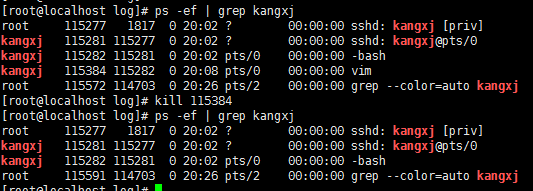 [root@localhost log]# ps -ef | grep kangxj
root     115277   1817  0 20:02 ?        00:00:00 sshd: kangxj [priv]
kangxj   115281 115277  0 20:02 ?        00:00:00 sshd: kangxj@pts/0
kangxj   115282 115281  0 20:02 pts/0    00:00:00 -bash
kangxj   115384 115282  0 20:08 pts/0    00:00:00 vim
root     115572 114703  0 20:26 pts/2    00:00:00 grep --color=auto kangxj
[root@localhost log]# kill 115384
[root@localhost log]# ps -ef | grep kangxj
root     115277   1817  0 20:02 ?        00:00:00 sshd: kangxj [priv]
kangxj   115281 115277  0 20:02 ?        00:00:00 sshd: kangxj@pts/0
kangxj   115282 115281  0 20:02 pts/0    00:00:00 -bash
root     115591 114703  0 20:26 pts/2    00:00:00 grep --color=auto kangxj
[root@localhost log]#